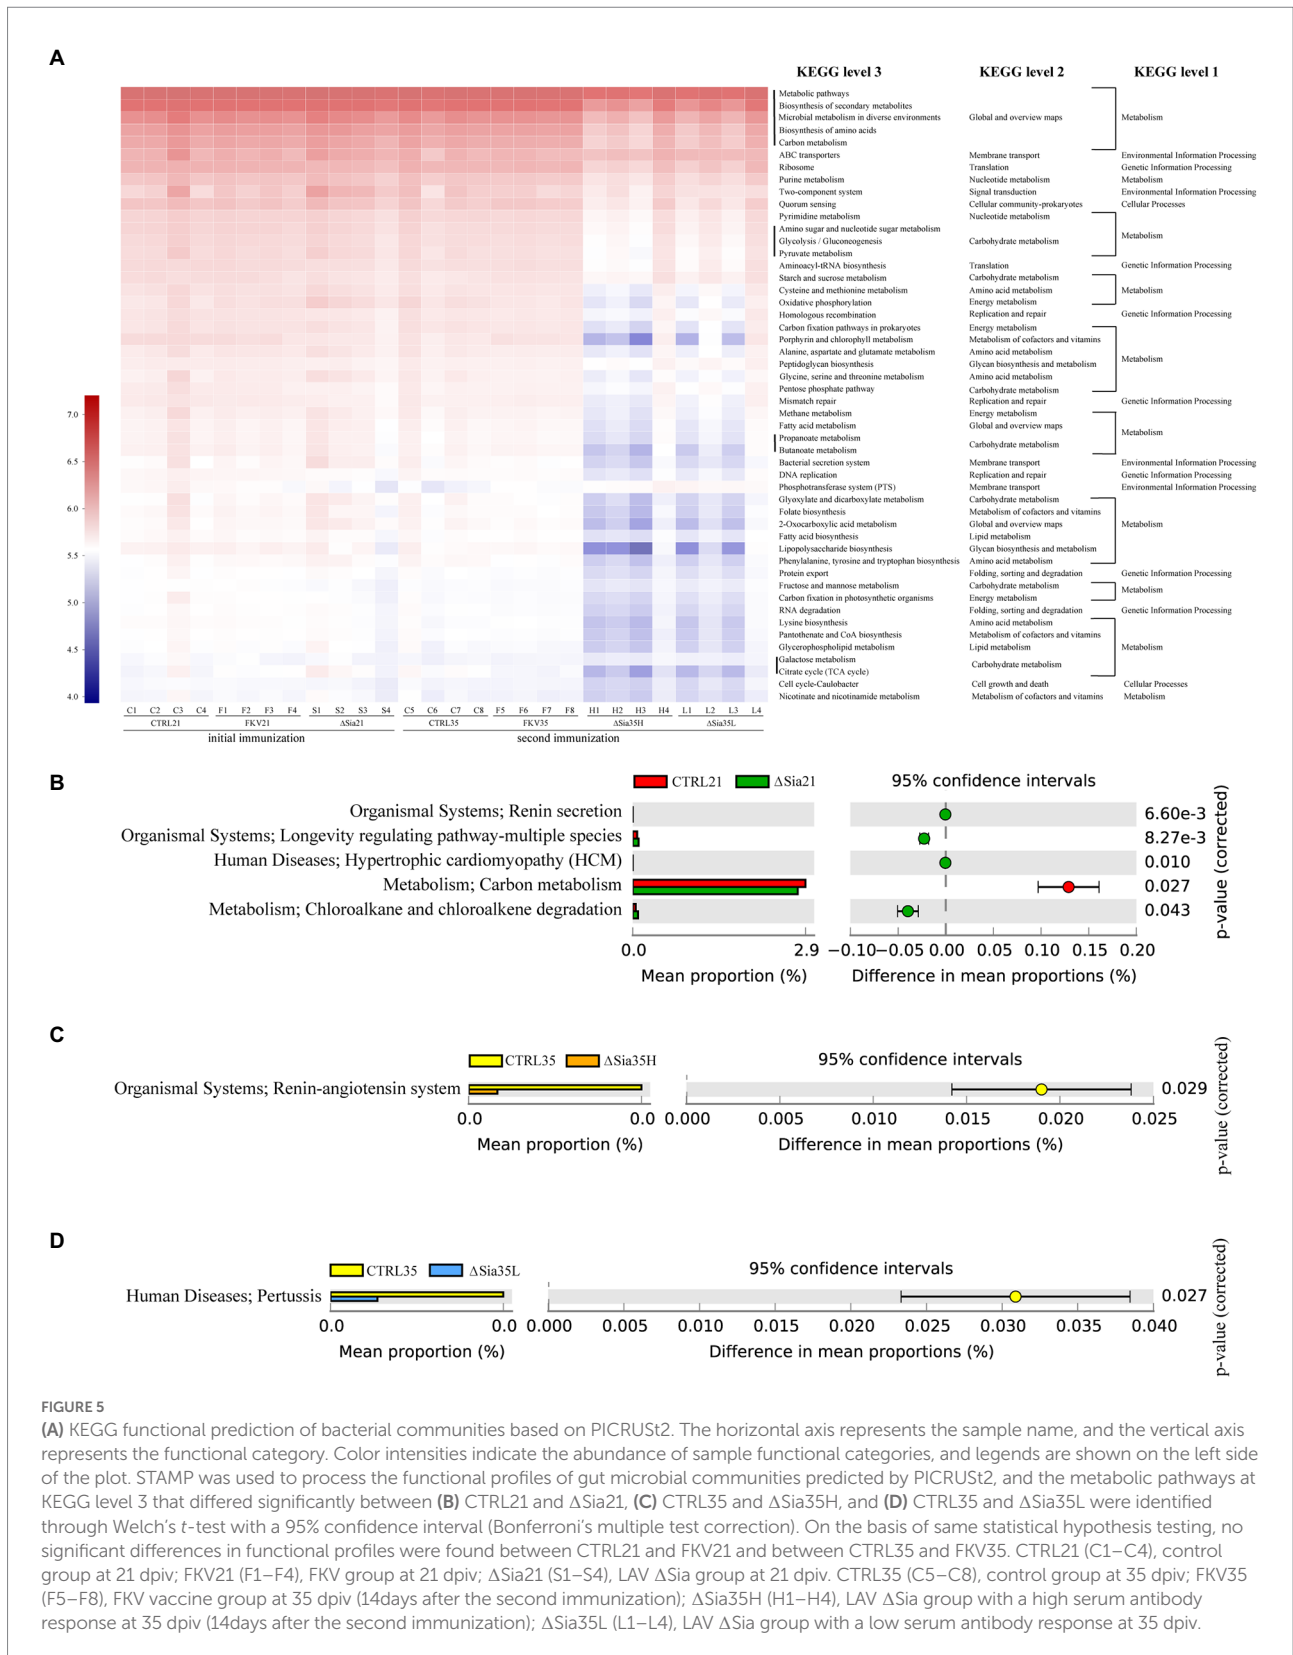 A
KEGG level 3 KEGG level 2 KEGG level 1
Metabolic pathways
Biosynthesis of secondary metabolites
Microbial metabolism in diverse environments Global and overview maps Metabolism
Biosynthesis of amino acids
Carbon metabolism
ABC transporters Membrane transport Environmental Information Processing
Ribosome Translation Genetic Information Processing
Purine metabolism Nucleotide metabolism Metabolism
Two-component system Signal transduction Environmental Information Processing
Quorum sensing Cellular community-prokaryotes Cellular Processes
Pyrimidine metabolism Nucleotide metabolism
Amino sugar and nucleotide sugar metabolism
Metabolism
Glycolysis / Gluconeogenesis Carbohydrate metabolism
Pyruvate metabolism
Aminoacyl-tRNA biosynthesis Translation Genetic Information Processing
Starch and sucrose metabolism Carbohydrate metabolism
Cysteine and methionine metabolism Amino acid metabolism Metabolism
Oxidative phosphorylation Energy metabolism
Homologous recombination Replication and repair Genetic Information Processing
Carbon fixation pathways in prokaryotes Energy metabolism
Porphyrin and chlorophyll metabolism Metabolism of cofactors and vitamins
Alanine, aspartate and glutamate metabolism Amino acid metabolism
Metabolism
Peptidoglycan biosynthesis Glycan biosynthesis and metabolism
Glycine, serine and threonine metabolism Amino acid metabolism
Pentose phosphate pathway Carbohydrate metabolism
Mismatch repair Replication and repair Genetic Information Processing
Methane metabolism Energy metabolism
Fatty acid metabolism Global and overview maps
Metabolism
Propanoate metabolism
Carbohydrate metabolism
Butanoate metabolism
Bacterial secretion system Membrane transport Environmental Information Processing
DNA replication Replication and repair Genetic Information Processing
Phosphotransferase system (PTS) Membrane transport Environmental Information Processing
Glyoxylate and dicarboxylate metabolism Carbohydrate metabolism
Folate biosynthesis Metabolism of cofactors and vitamins
2-Oxocarboxylic acid metabolism Global and overview maps Metabolism
Fatty acid biosynthesis Lipid metabolism
Lipopolysaccharide biosynthesis Glycan biosynthesis and metabolism
Phenylalanine, tyrosine and tryptophan biosynthesis Amino acid metabolism
Protein export Folding, sorting and degradation Genetic Information Processing
Fructose and mannose metabolism Carbohydrate metabolism
Metabolism
Carbon fixation in photosynthetic organisms Energy metabolism
RNA degradation Folding, sorting and degradation Genetic Information Processing
Lysine biosynthesis Amino acid metabolism
Pantothenate and CoA biosynthesis Metabolism of cofactors and vitamins
Glycerophospholipid metabolism Lipid metabolism Metabolism
Galactose metabolism
Carbohydrate metabolism
Citrate cycle (TCA cycle)
Cell cycle-Caulobacter Cell growth and death Cellular Processes
Nicotinate and nicotinamide metabolism Metabolism of cofactors and vitamins Metabolism
7.0
6.5
6.0
5.5
5.0
4.5
4.0
C1 C2 C3 C4 F1 F2 F3 F4 S1 S2 S3 S4 C5 C6 C7 C8 F5 F6 F7 F8 H1 H2 H3 H4 L1 L2 L3 L4
CTRL21 FKV21 ΔSia21 CTRL35 FKV35 ΔSia35H ΔSia35L
initial immunization second immunization
B
CTRL21 ΔSia21 95% confidence intervals
Organismal Systems; Renin secretion 6.60e-3
Organismal Systems; Longevity regulating pathway-multiple species 8.27e-3
Human Diseases; Hypertrophic cardiomyopathy (HCM) 0.010
Metabolism; Carbon metabolism 0.027
Metabolism; Chloroalkane and chloroalkene degradation 0.043
p-value (corrected)
0.0 2.9 −0.10 −0.05 0.00 0.05 0.10 0.15 0.20
Mean proportion (%) Difference in mean proportions (%)
C
CTRL35 ΔSia35H 95% confidence intervals
Organismal Systems; Renin-angiotensin system 0.029
p-value (corrected)
0.0 0.0 0.000 0.005 0.010 0.015 0.020 0.025
Mean proportion (%) Difference in mean proportions (%)
D
CTRL35 ΔSia35L 95% confidence intervals
Human Diseases; Pertussis 0.027
p-value (corrected)
0.0 0.0 0.000 0.005 0.010 0.015 0.020 0.025 0.030 0.035 0.040
Mean proportion (%) Difference in mean proportions (%)
FIGURE 5
(A) KEGG functional prediction of bacterial communities based on PICRUSt2. The horizontal axis represents the sample name, and the vertical axis
represents the functional category. Color intensities indicate the abundance of sample functional categories, and legends are shown on the left side
of the plot. STAMP was used to process the functional profiles of gut microbial communities predicted by PICRUSt2, and the metabolic pathways at
KEGG level 3 that differed significantly between (B) CTRL21 and ΔSia21, (C) CTRL35 and ΔSia35H, and (D) CTRL35 and ΔSia35L were identified
through Welch's t-test with a 95% confidence interval (Bonferroni's multiple test correction). On the basis of same statistical hypothesis testing, no
significant differences in functional profiles were found between CTRL21 and FKV21 and between CTRL35 and FKV35. CTRL21 (C1–C4), control
group at 21 dpiv; FKV21 (F1–F4), FKV group at 21 dpiv; ΔSia21 (S1–S4), LAV ΔSia group at 21 dpiv. CTRL35 (C5–C8), control group at 35 dpiv; FKV35
(F5–F8), FKV vaccine group at 35 dpiv (14days after the second immunization); ΔSia35H (H1–H4), LAV ΔSia group with a high serum antibody
response at 35 dpiv (14days after the second immunization); ΔSia35L (L1–L4), LAV ΔSia group with a low serum antibody response at 35 dpiv.